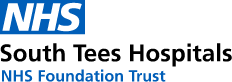 NHS
South Tees Hospitals
NHS Foundation Trust